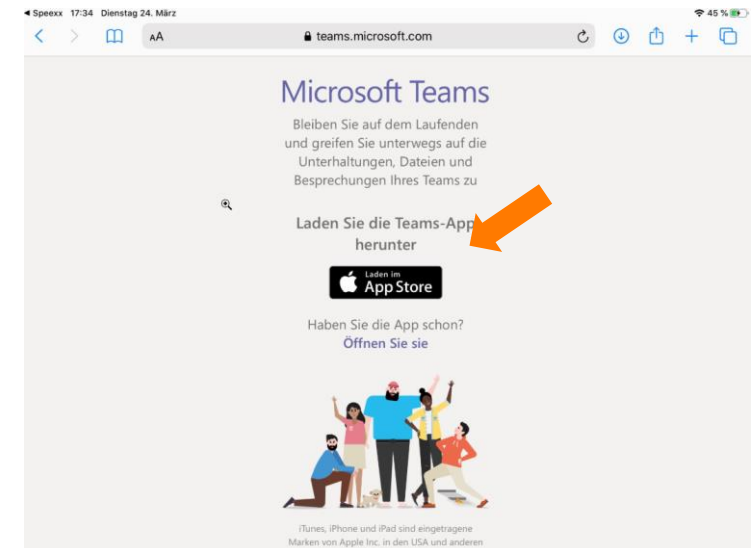 Speexx 17:34 Dienstag 24. März 45 %
AA teams.microsoft.com
Microsoft Teams
Bleiben Sie auf dem Laufenden
und greifen Sie unterwegs auf die
Unterhaltungen, Dateien und
Besprechungen Ihres Teams zu
Laden Sie die Teams-App
herunter
Laden im
App Store
Haben Sie die App schon?
Öffnen Sie sie
iTunes, iPhone und iPad sind eingetragene
Marken von Apple Inc. in den USA und anderen